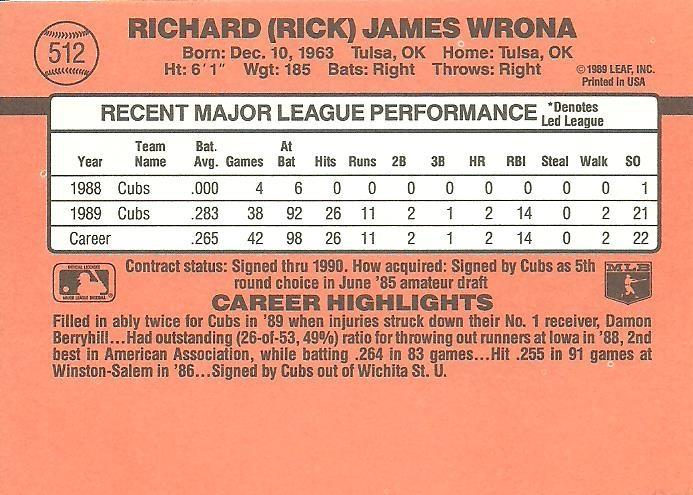 512
RICHARD (RICK) JAMES WRONA
Born: Dec. 10, 1963 Tulsa, OK Home: Tulsa, OK
Ht: 6'1" Wgt: 185 Bats: Right Throws: Right
©1989 LEAF, INC.
Printed in USA
RECENT MAJOR LEAGUE PERFORMANCE *Denotes Led League
Year Team Name Bat. Avg. Games At Bat Hits Runs 2B 3B HR RBI Steal Walk SO
1988 Cubs .000 4 6 0 0 0 0 0 0 0 0 1
1989 Cubs .283 38 92 26 11 2 1 2 14 0 2 21
Career .265 42 98 26 11 2 1 2 14 0 2 22
OFFICIAL LICENSEE
MAJOR LEAGUE BASEBALL
Contract status: Signed thru 1990. How acquired: Signed by Cubs as 5th
round choice in June '85 amateur draft
MLB
CAREER HIGHLIGHTS
Filled in ably twice for Cubs in '89 when injuries struck down their No. 1 receiver, Damon
Berryhill...Had outstanding (26-of-53, 49%) ratio for throwing out runners at Iowa in '88, 2nd
best in American Association, while batting .264 in 83 games...Hit .255 in 91 games at
Winston-Salem in '86...Signed by Cubs out of Wichita St. U.